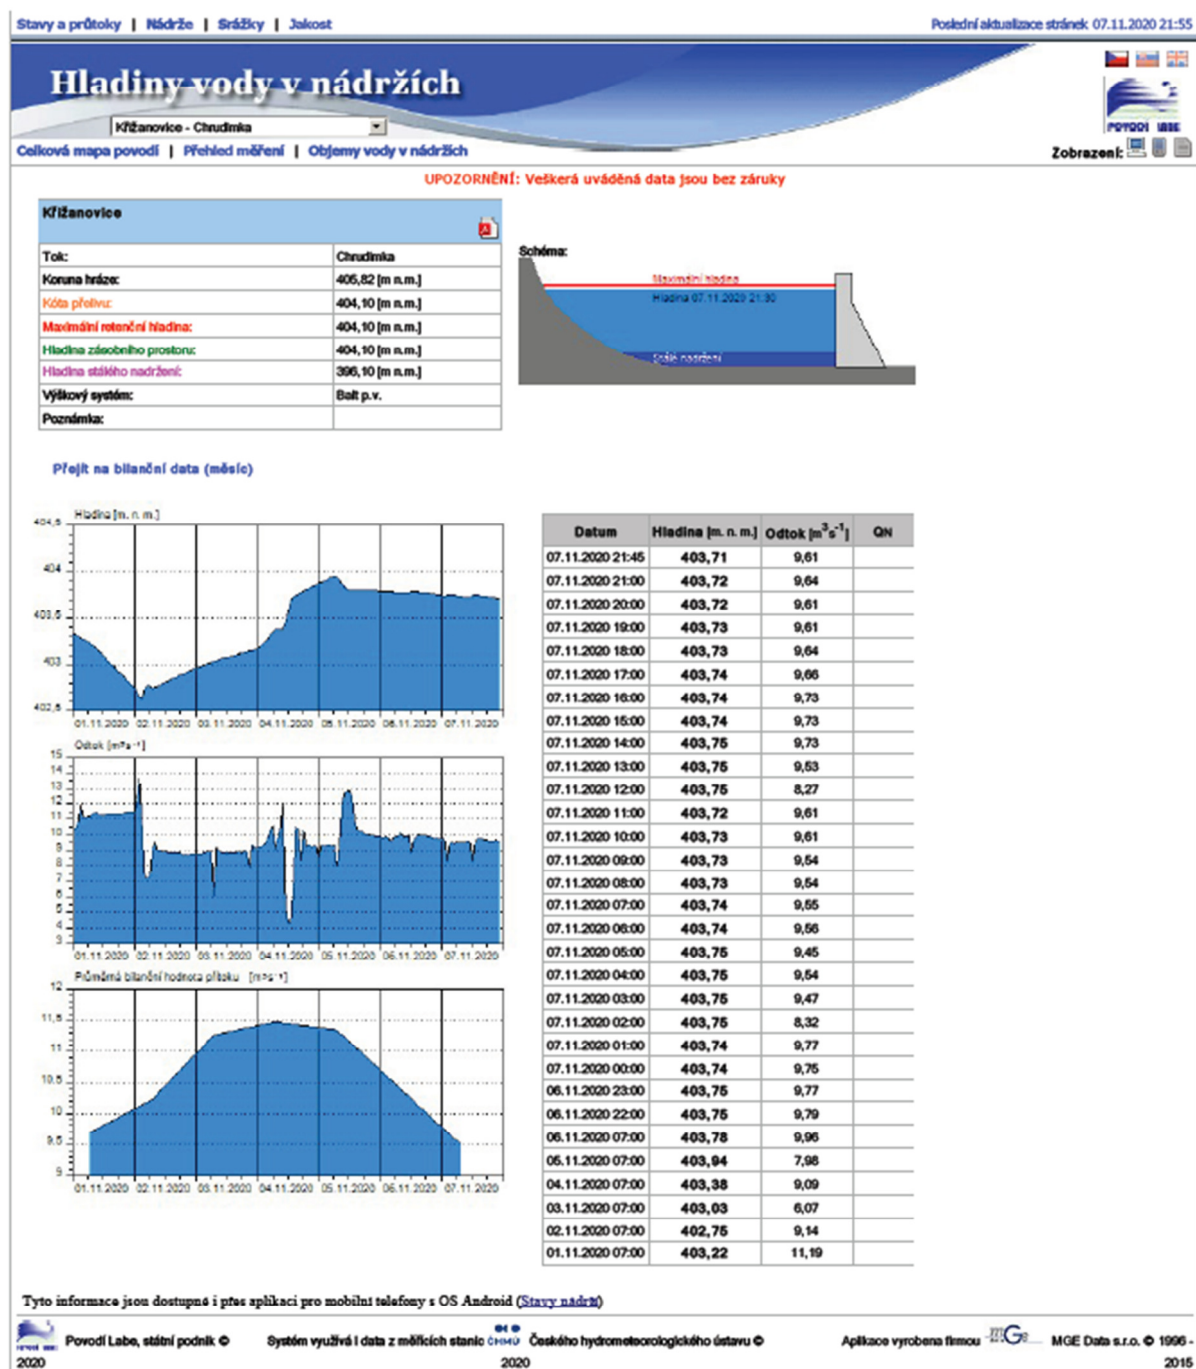 Stavy a průtoky | Nádrže | Srážky | Jakost
Poslední aktualizace stránek 07.11.2020 21:55
Hladiny vody v nádržích
Křižanovice - Chrudimka
POVODÍ LABE
Celková mapa povodí | Přehled měření | Objemy vody v nádržích
Zobrazení:
UPOZORNĚNÍ: Veškerá uváděná data jsou bez záruky
Křižanovice
Tok: Chrudimka
Koruna hráze: 405,82 [m n.m.]
Kóta přelivu: 404,10 [m n.m.]
Maximální retenční hladina: 404,10 [m n.m.]
Hladina zásobního prostoru: 404,10 [m n.m.]
Hladina stálého nadržení: 396,10 [m n.m.]
Výškový systém: Balt p.v.
Poznámka:
Schéma:
Maximální hladina
Hladina 07.11.2020 21:30
Stálé nadržení
Přejít na bilanční data (měsíc)
Hladina [m. n. m.]
404,5
404
403,5
403
402,5
01.11.2020 02.11.2020 03.11.2020 04.11.2020 05.11.2020 06.11.2020 07.11.2020
Odtok [m³s⁻¹]
15
14
13
12
11
10
9
8
7
6
5
4
3
01.11.2020 02.11.2020 03.11.2020 04.11.2020 05.11.2020 06.11.2020 07.11.2020
Průměrná bilanční hodnota přítoku [m³s⁻¹]
12
11,5
11
10,5
10
9,5
9
01.11.2020 02.11.2020 03.11.2020 04.11.2020 05.11.2020 06.11.2020 07.11.2020
Datum Hladina [m. n. m.] Odtok [m³s⁻¹] QN
07.11.2020 21:45 403,71 9,61
07.11.2020 21:00 403,72 9,64
07.11.2020 20:00 403,72 9,61
07.11.2020 19:00 403,73 9,61
07.11.2020 18:00 403,73 9,64
07.11.2020 17:00 403,74 9,66
07.11.2020 16:00 403,74 9,73
07.11.2020 15:00 403,74 9,73
07.11.2020 14:00 403,75 9,73
07.11.2020 13:00 403,75 9,53
07.11.2020 12:00 403,75 8,27
07.11.2020 11:00 403,72 9,61
07.11.2020 10:00 403,73 9,61
07.11.2020 09:00 403,73 9,54
07.11.2020 08:00 403,73 9,54
07.11.2020 07:00 403,74 9,55
07.11.2020 06:00 403,74 9,56
07.11.2020 05:00 403,75 9,45
07.11.2020 04:00 403,75 9,54
07.11.2020 03:00 403,75 9,47
07.11.2020 02:00 403,75 8,32
07.11.2020 01:00 403,74 9,77
07.11.2020 00:00 403,74 9,75
06.11.2020 23:00 403,75 9,77
06.11.2020 22:00 403,75 9,79
06.11.2020 07:00 403,78 9,96
05.11.2020 07:00 403,94 7,98
04.11.2020 07:00 403,38 9,09
03.11.2020 07:00 403,03 6,07
02.11.2020 07:00 402,75 9,14
01.11.2020 07:00 403,22 11,19
Tyto informace jsou dostupné i přes aplikaci pro mobilní telefony s OS Android (Stavy nádrží)
Povodí Labe, státní podnik © 2020
Systém využívá i data z měřících stanic ČHMÚ Českého hydrometeorologického ústavu © 2020
Aplikace vyrobena firmou MGe MGE Data s.r.o. © 1996 - 2015